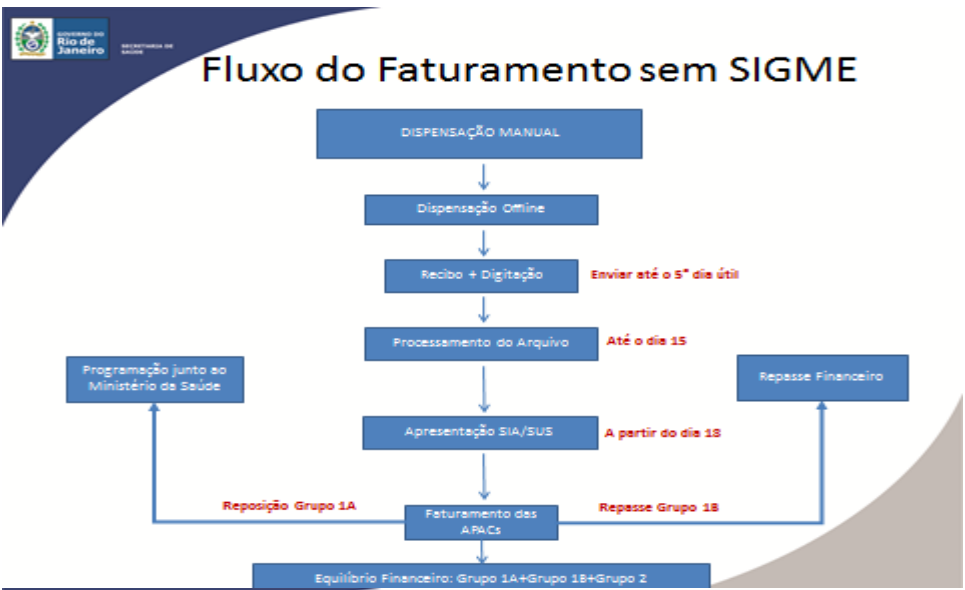 GOVERNO DO
Rio de
Janeiro
SECRETARIA DE
SAÚDE
Fluxo do Faturamento sem SIGME
DISPENSAÇÃO MANUAL
Dispensação Offline
Recibo + Digitação
Enviar até o 5° dia útil
Processamento do Arquivo
Até o dia 15
Programação junto ao
Ministério da Saúde
Repasse Financeiro
Apresentação SIA/SUS
A partir do dia 18
Reposição Grupo 1A
Faturamento das
APACs
Repasse Grupo 1B
Equilíbrio Financeiro: Grupo 1A+Grupo 1B+Grupo 2